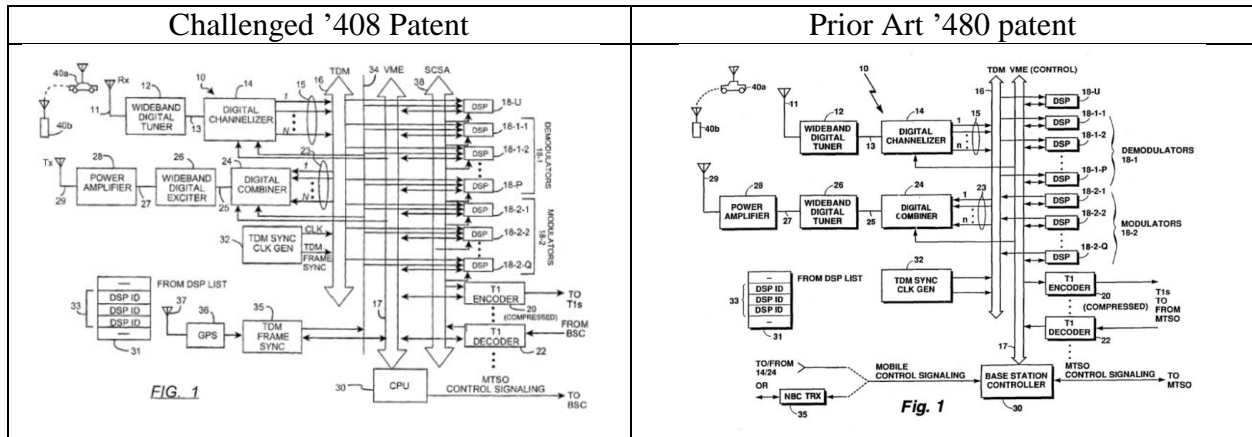 Challenged ’408 Patent
Prior Art ’480 patent
40a
Rx
12
10
14
15
16
TDM
34
VME
SCSA
38
11
WIDEBAND
DIGITAL
TUNER
13
DIGITAL
CHANNELIZER
1
N
40b
DSP
18-U
DSP
18-1-1
DSP
18-1-2
DSP
18-P
DEMODULATORS
18-1
Tx
28
26
24
23
POWER
AMPLIFIER
WIDEBAND
DIGITAL
EXCITER
DIGITAL
COMBINER
1
N
29
27
25
DSP
18-2-1
DSP
18-2-2
DSP
18-2-Q
MODULATORS
18-2
32
TDM SYNC
CLK GEN
CLK
TDM
FRAME
SYNC
FROM DSP LIST
33
DSP ID
DSP ID
DSP ID
31
37
36
GPS
35
TDM
FRAME
SYNC
17
T1
ENCODER
20
(COMPRESSED)
TO
T1s
T1
DECODER
22
FROM
BSC
MTSO
CONTROL SIGNALING
30
CPU
TO
BSC
FIG. 1
40a
40b
11
12
WIDEBAND
DIGITAL
TUNER
13
10
14
DIGITAL
CHANNELIZER
1
n
15
16
TDM
VME (CONTROL)
DSP
18-U
DSP
18-1-1
DSP
18-1-2
DSP
18-1-P
DEMODULATORS
18-1
29
28
POWER
AMPLIFIER
27
26
WIDEBAND
DIGITAL
TUNER
25
24
DIGITAL
COMBINER
1
n
23
DSP
18-2-1
DSP
18-2-2
DSP
18-2-Q
MODULATORS
18-2
32
TDM SYNC
CLK GEN
FROM DSP LIST
33
DSP ID
DSP ID
DSP ID
31
T1
ENCODER
20
(COMPRESSED)
T1s
TO
FROM
MTSO
T1
DECODER
22
17
TO/FROM
14/24
OR
NBC TRX
35
MOBILE
CONTROL SIGNALING
MTSO
CONTROL SIGNALING
BASE STATION
CONTROLLER
30
TO
MTSO
Fig. 1